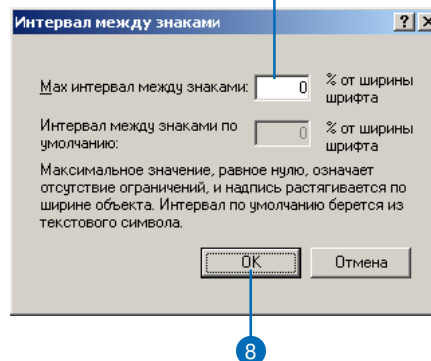 Интервал между знаками
? ×
Max интервал между знаками: 0 % от ширины шрифта
Интервал между знаками по умолчанию: 0 % от ширины шрифта
Максимальное значение, равное нулю, означает
отсутствие ограничений, и надпись растягивается по
ширине объекта. Интервал по умолчанию берется из
текстового символа.
OK Отмена
8